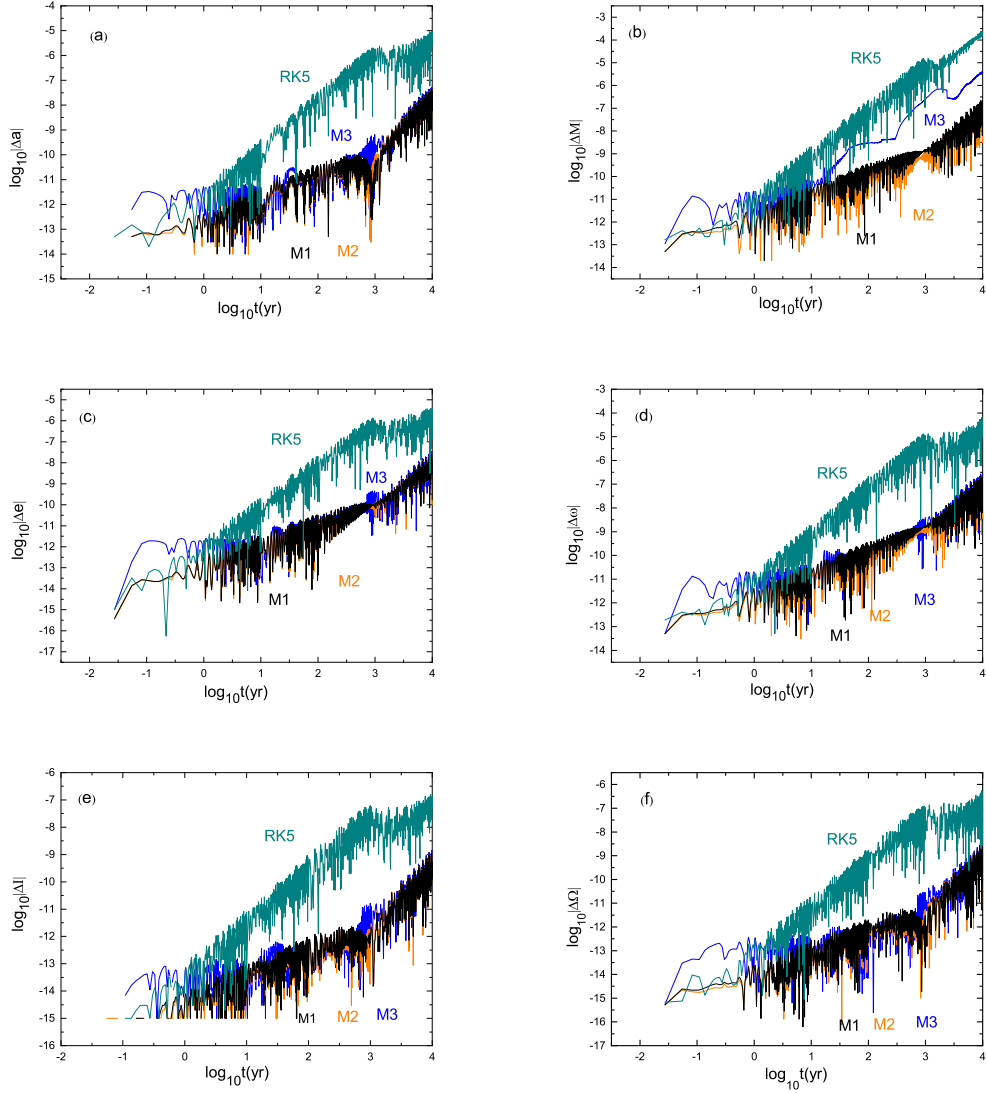 (a)
log10|Δa|
-4
-5
-6
-7
-8
-9
-10
-11
-12
-13
-14
-15
RK5
M3
M1
M2
-2 -1 0 1 2 3 4
log10t(yr)
(b)
log10|ΔM|
-3
-4
-5
-6
-7
-8
-9
-10
-11
-12
-13
-14
RK5
M3
M2
M1
-2 -1 0 1 2 3 4
log10t(yr)
(c)
log10|Δe|
-5
-6
-7
-8
-9
-10
-11
-12
-13
-14
-15
-16
-17
RK5
M3
M2
M1
-2 -1 0 1 2 3 4
log10t(yr)
(d)
log10|Δω|
-3
-4
-5
-6
-7
-8
-9
-10
-11
-12
-13
-14
RK5
M3
M2
M1
-2 -1 0 1 2 3 4
log10t(yr)
(e)
log10|ΔI|
-6
-7
-8
-9
-10
-11
-12
-13
-14
-15
-16
RK5
M1 M2 M3
-2 -1 0 1 2 3 4
log10t(yr)
(f)
log10|ΔΩ|
-6
-7
-8
-9
-10
-11
-12
-13
-14
-15
-16
-17
RK5
M1 M2 M3
-2 -1 0 1 2 3 4
log10t(yr)